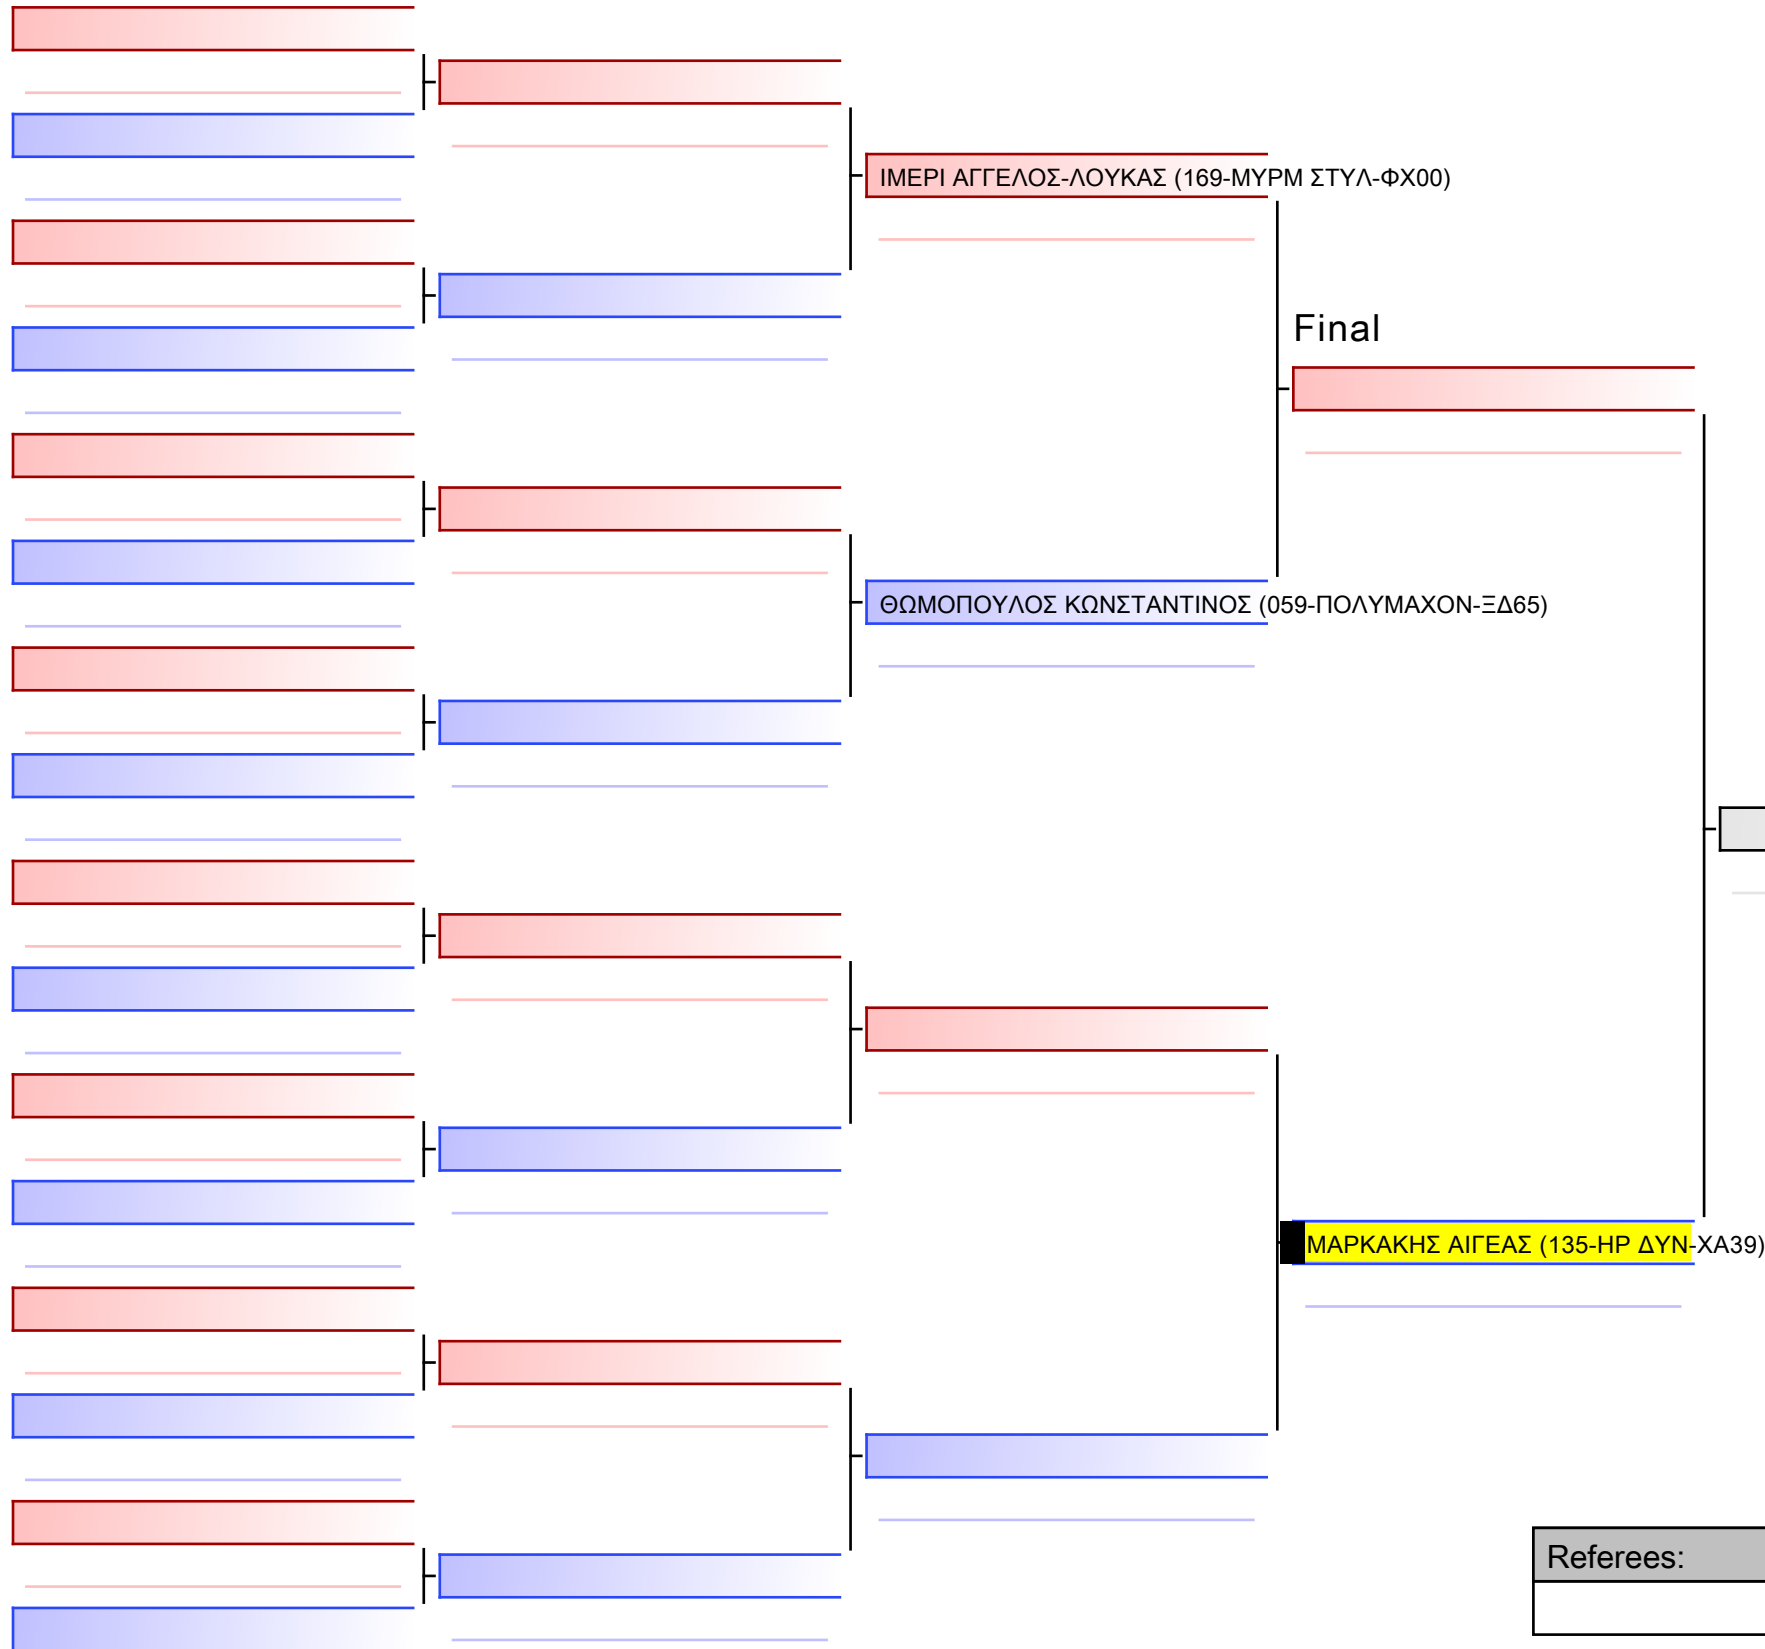 ΙΜΕΡΙ ΑΓΓΕΛΟΣ-ΛΟΥΚΑΣ (169-ΜΥΡΜ ΣΤΥΛ-ΦΧ00)
Final
ΘΩΜΟΠΟΥΛΟΣ ΚΩΝΣΤΑΝΤΙΝΟΣ (059-ΠΟΛΥΜΑΧΟΝ-ΞΔ65)
ΜΑΡΚΑΚΗΣ ΑΙΓΕΑΣ (135-ΗΡ ΔΥΝ-ΧΑ39)
Referees: